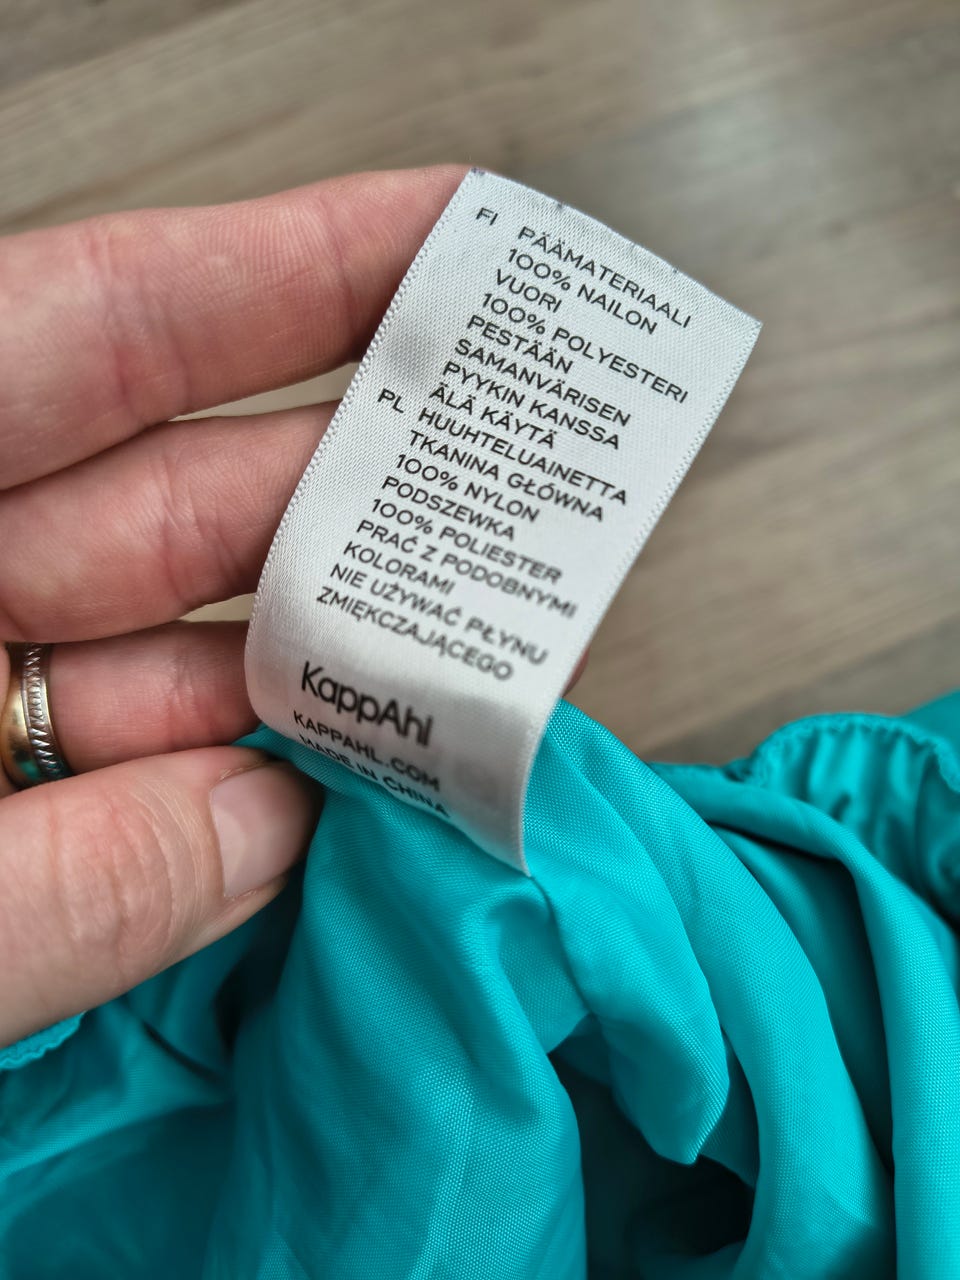 FI PÄÄMATERIAALI
100% NAILON
VUORI
100% POLYESTERI
PESTÄÄN
SAMANVÄRISEN
PYYKIN KANSSA
ÄLÄ KÄYTÄ
HUUHTELUAINETTA
PL TKANINA GŁÓWNA
100% NYLON
PODSZEWKA
100% POLIESTER
PRAĆ Z PODOBNYMI
KOLORAMI
NIE UŻYWAĆ PŁYNU
ZMIĘKCZAJĄCEGO
KappAhl
KAPPAHL.COM
MADE IN CHINA